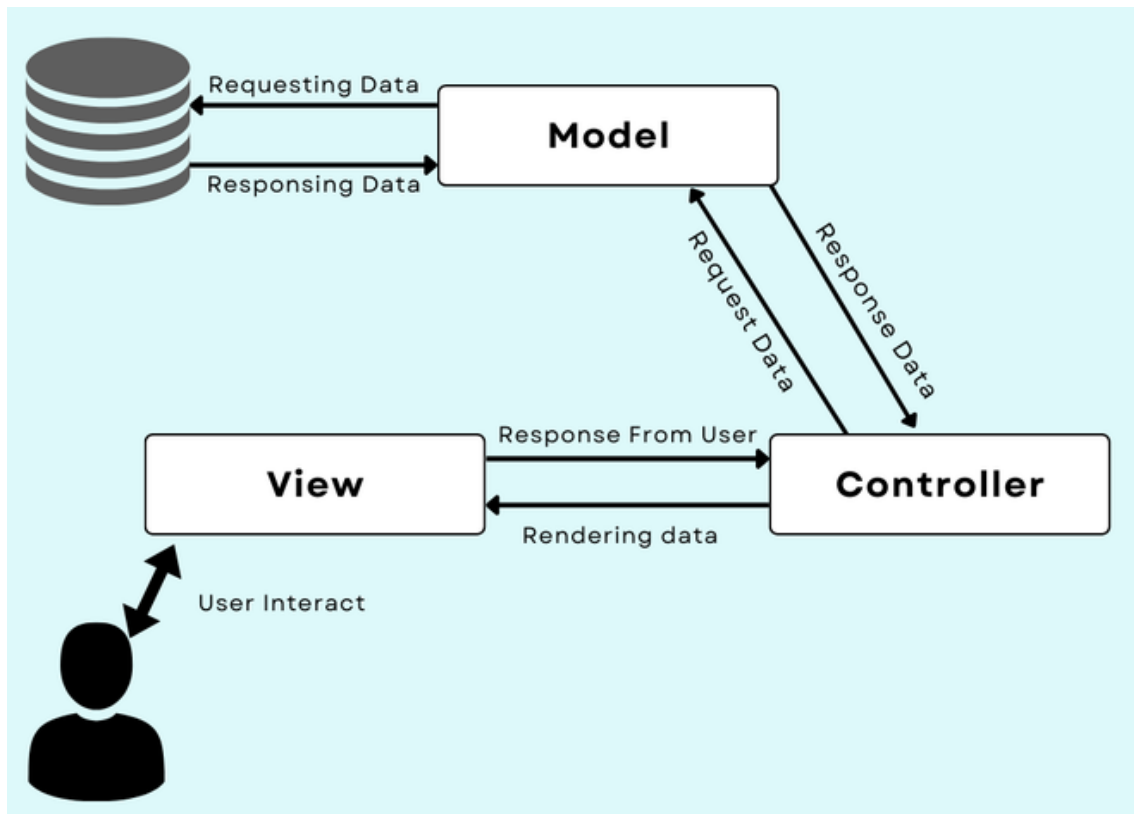 Requesting Data
Model
Responsing Data
Request Data
Response Data
Response From User
View
Controller
Rendering data
User Interact